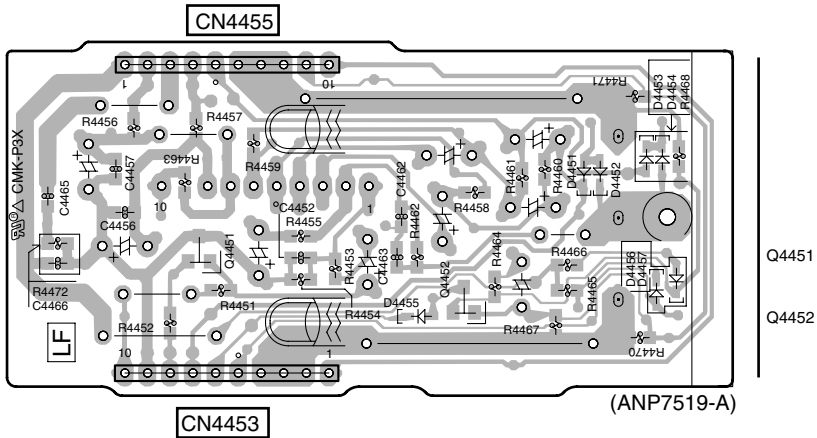 CN4455
1
10
R4456
R4457
R4471
D4453
D4454
R4468
CMK-P3X
C4465
C4457
R4463
R4459
C4456
10
C4452
1
R4455
C4462
R4462
R4458
R4461
R4460
D4451
D4452
Q4451
R4453
C4463
Q4452
R4464
R4466
R4465
D4456
D4457
Q4451
R4472
C4466
R4451
R4454
D4455
R4452
R4467
R4470
Q4452
LF
10
1
CN4453
(ANP7519-A)